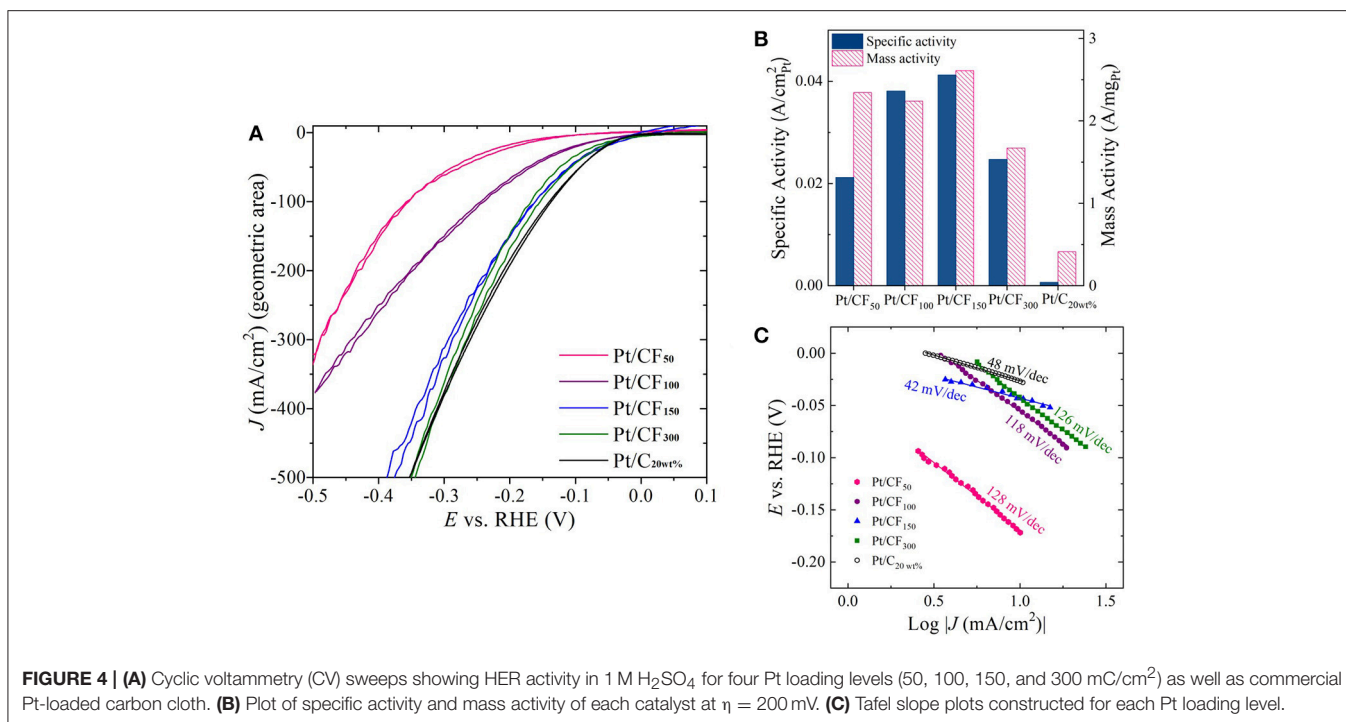 A
0
-100
-200
-300
-400
-500
J (mA/cm²) (geometric area)
-0.5 -0.4 -0.3 -0.2 -0.1 0.0 0.1
E vs. RHE (V)
Pt/CF₅₀
Pt/CF₁₀₀
Pt/CF₁₅₀
Pt/CF₃₀₀
Pt/C₂₀wt%
B
Specific activity
Mass activity
0.04
0.02
0.00
Specific Activity (A/cm²Pt)
3
2
1
0
Mass Activity (A/mgPt)
Pt/CF₅₀ Pt/CF₁₀₀ Pt/CF₁₅₀ Pt/CF₃₀₀ Pt/C₂₀wt%
C
0.00
-0.05
-0.10
-0.15
-0.20
E vs. RHE (V)
48 mV/dec
42 mV/dec
126 mV/dec
118 mV/dec
128 mV/dec
Pt/CF₅₀
Pt/CF₁₀₀
Pt/CF₁₅₀
Pt/CF₃₀₀
Pt/C₂₀ wt%
0.0 0.5 1.0 1.5
Log |J (mA/cm²)|
FIGURE 4 | (A) Cyclic voltammetry (CV) sweeps showing HER activity in 1 M H₂SO₄ for four Pt loading levels (50, 100, 150, and 300 mC/cm²) as well as commercial
Pt-loaded carbon cloth. (B) Plot of specific activity and mass activity of each catalyst at η = 200 mV. (C) Tafel slope plots constructed for each Pt loading level.